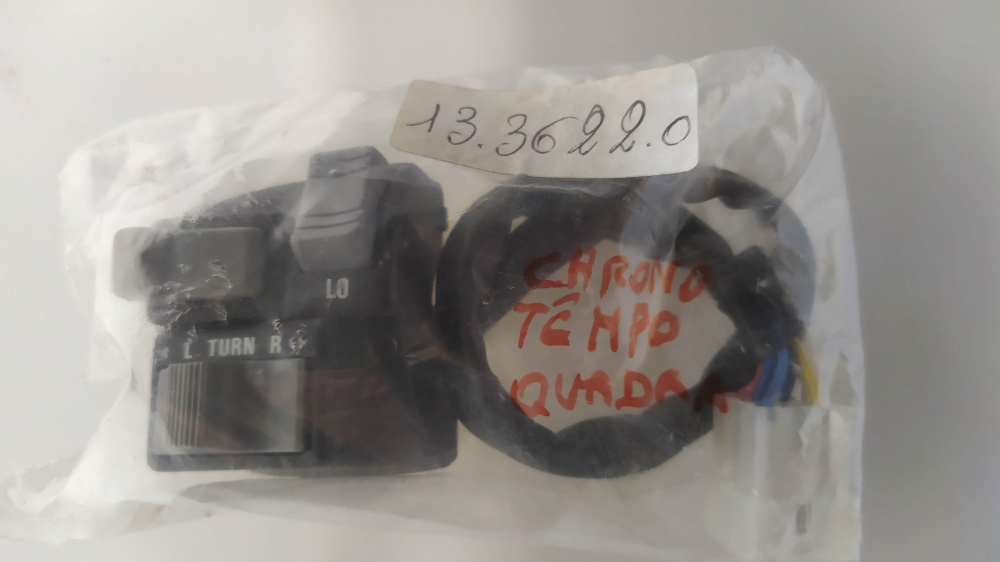 13.3622.0
LO
L TURN R
CHRONO
TEMPO
QUADRA